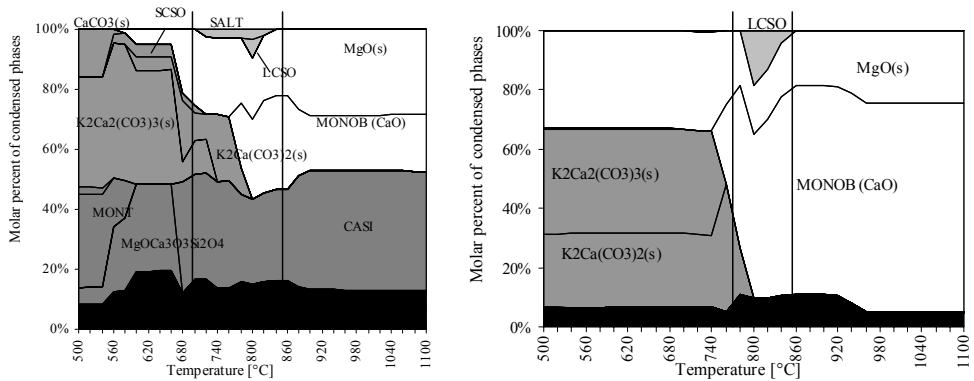 CaCO3(s)
SCSO
SALT
100%
80%
60%
40%
20%
0%
Molar percent of condensed phases
MgO(s)
LCSO
K2Ca2(CO3)3(s)
MONOB (CaO)
K2Ca(CO3)2(s)
MONT
MgOCa3O3Si2O4
CASI
500
560
620
680
740
800
860
920
980
1040
1100
Temperature [°C]
LCSO
100%
80%
60%
40%
20%
0%
Molar percent of condensed phases
MgO(s)
K2Ca2(CO3)3(s)
MONOB (CaO)
K2Ca(CO3)2(s)
500
560
620
680
740
800
860
920
980
1040
1100
Temperature [°C]